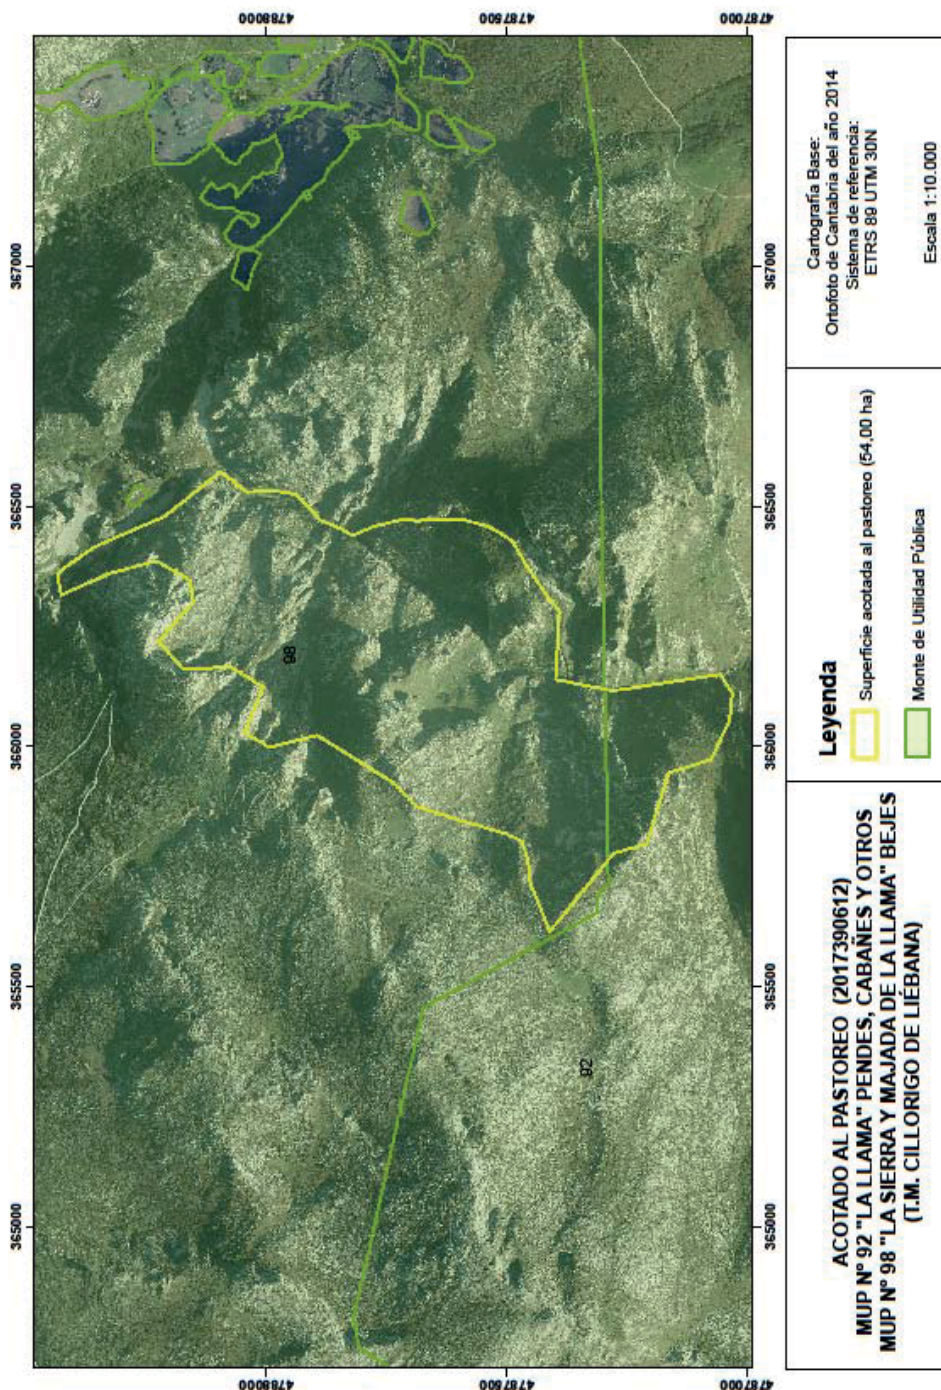 365000
365500
366000
366500
367000
4788000
4787500
4787000
98
92
365000
365500
366000
366500
367000
4788000
4787500
4787000
ACOTADO AL PASTOREO (2017390612)
MUP Nº 92 "LA LLAMA" PENDES, CABAÑES Y OTROS
MUP Nº 98 "LA SIERRA Y MAJADA DE LA LLAMA" BEJES
(T.M. CILLORIGO DE LIÉBANA)
Leyenda
Superficie acotada al pastoreo (54,00 ha)
Monte de Utilidad Pública
Cartografía Base:
Ortofoto de Cantabria del año 2014
Sistema de referencia:
ETRS 89 UTM 30N
Escala 1:10.000